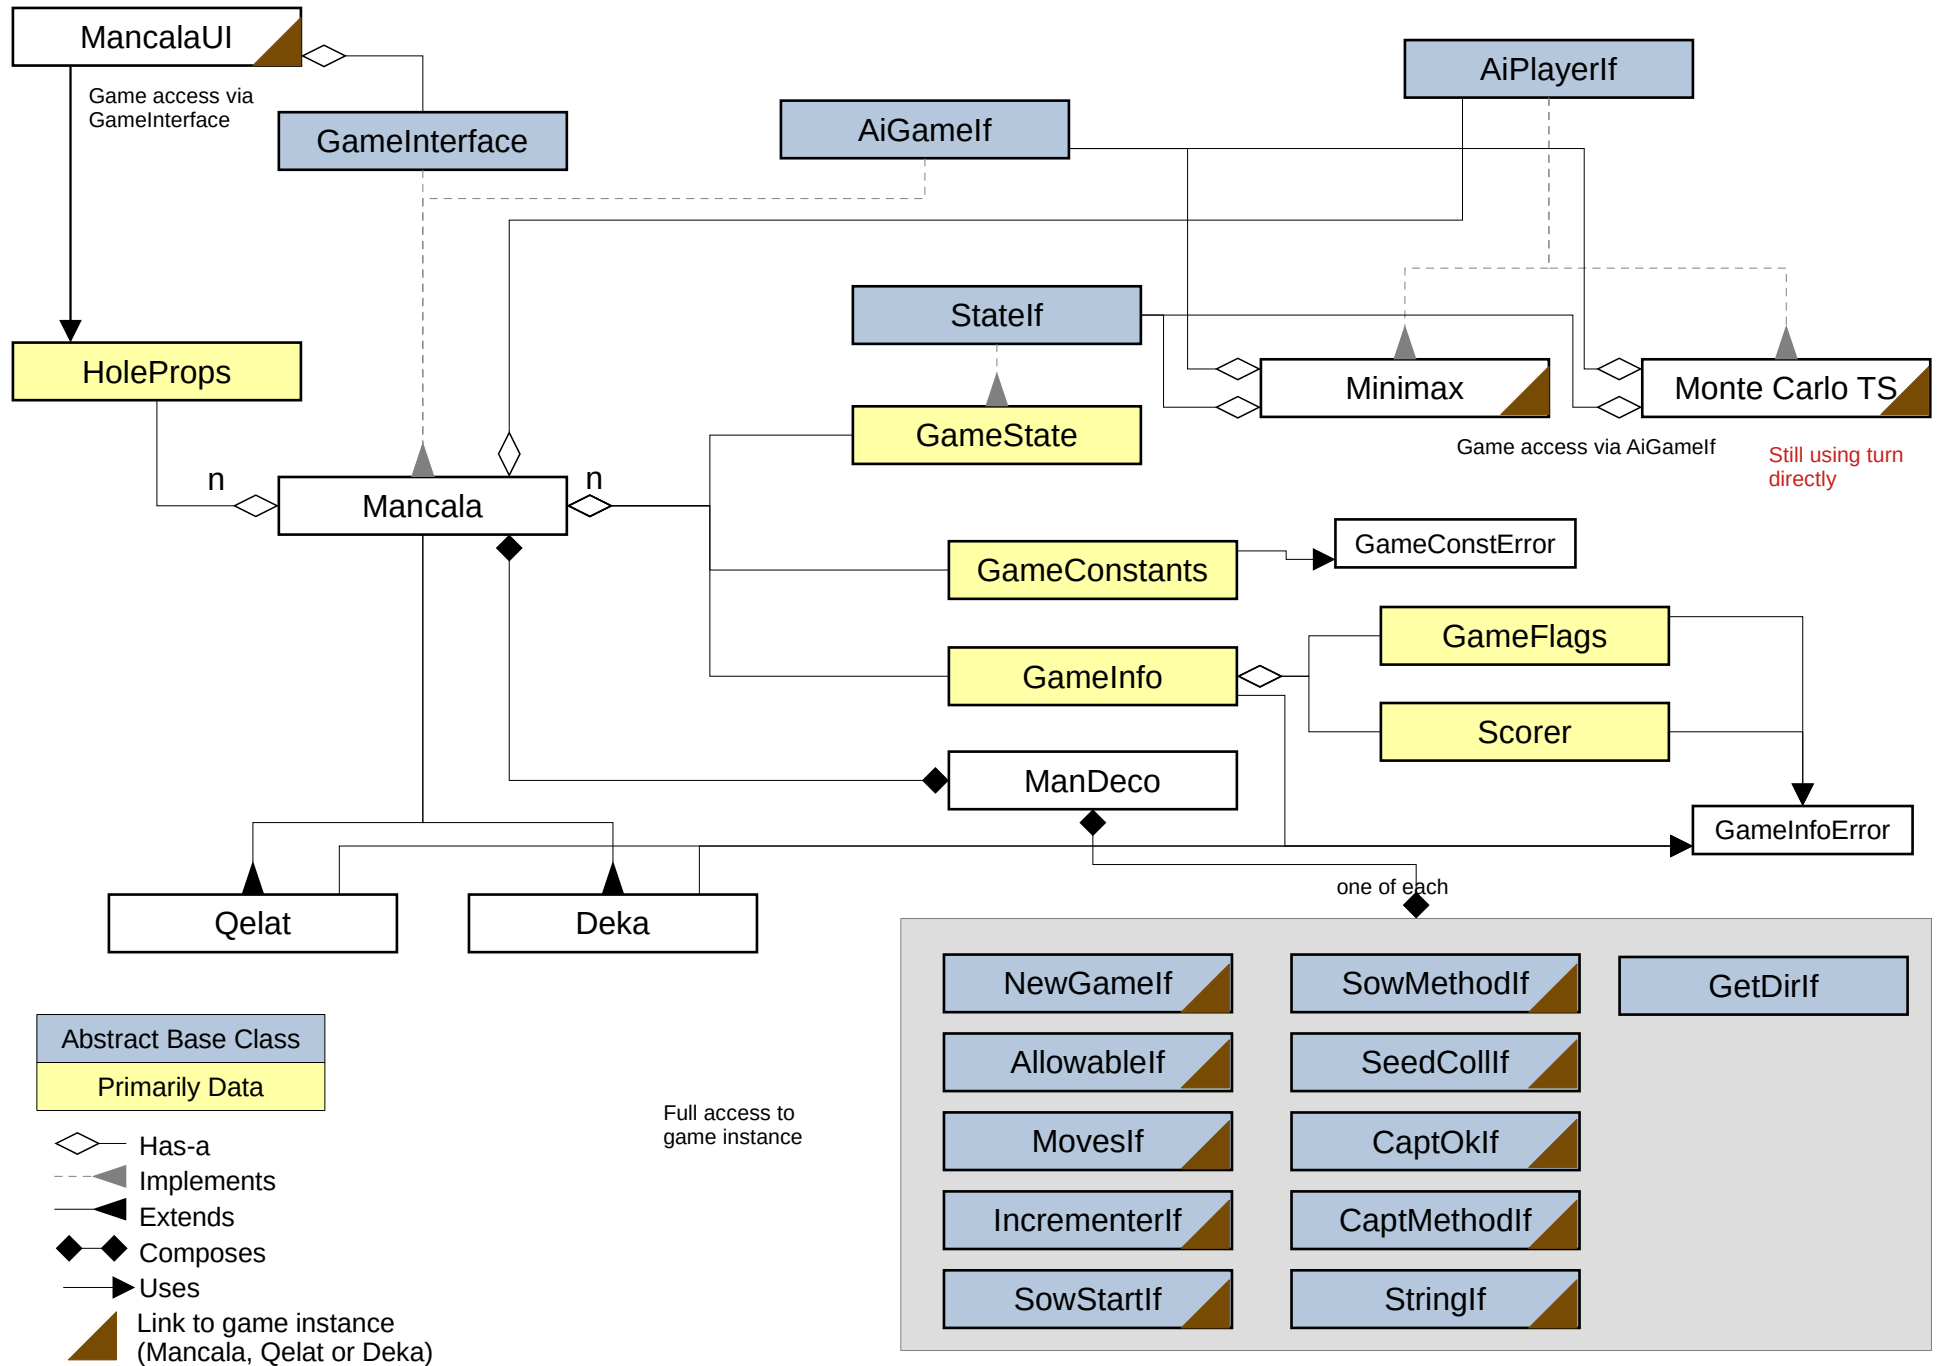 MancalaUI
AiPlayerIf
Game access via
GameInterface
GameInterface
AiGameIf
StateIf
HoleProps
Minimax
Monte Carlo TS
GameState
Game access via AiGameIf
Still using turn
directly
n
n
Mancala
GameConstError
GameConstants
GameFlags
GameInfo
Scorer
ManDeco
GameInfoError
one of each
Qelat
Deka
NewGameIf
SowMethodIf
GetDirIf
AllowableIf
SeedCollIf
MovesIf
CaptOkIf
IncrementerIf
CaptMethodIf
SowStartIf
StringIf
Full access to
game instance
Abstract Base Class
Primarily Data
Has-a
Implements
Extends
Composes
Uses
Link to game instance
(Mancala, Qelat or Deka)